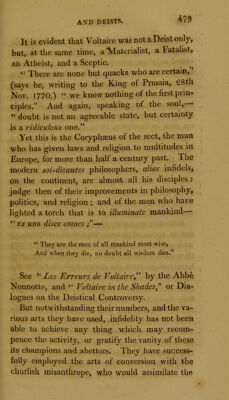 AND DEISTS. 479
It is evident that Voltaire was not a Deist only,
but, at the same time, a Materialist, a Fatalist,
an Atheist, and a Sceptic.
“ There are none but quacks who are certain,”
(says he, writing to the King of Prussia, 28th
Nov. 1770.) “ we know nothing of the first prin-
ciples.” And again, speaking of the soul,—
“ doubt is not an agreeable state, but certainty
is a ridiculous one.”
Yet this is the Coryphæus of the sect, the man
who has given laws and religion to multitudes in
Europe, for more than half a century past. The
modern soi-disantes philosophers, alias infidels,
on the continent, are almost all his disciples :
judge then of their improvements in philosophy,
politics, and religion ; and of the men who have
lighted a torch that is to illuminate mankind—
“ ex uno disce omnes ;”—
“ They are the men of all mankind most wise,
And when they die, no doubt all wisdom dies.”
See “ Les Erreurs de Voltaire,” by the Abbé
Nonnotte, and “ Voltaire in the Shades,” or Dia-
logues on the Deistical Controversy.
But notwithstanding their numbers, and the va-
rious arts they have used, infidelity has not been
able to achieve any thing which may recom-
pence the activity, or gratify the vanity of these
its champions and abettors. They have success-
fully employed the arts of conversion with the
churlish misanthrope, who would assimilate the